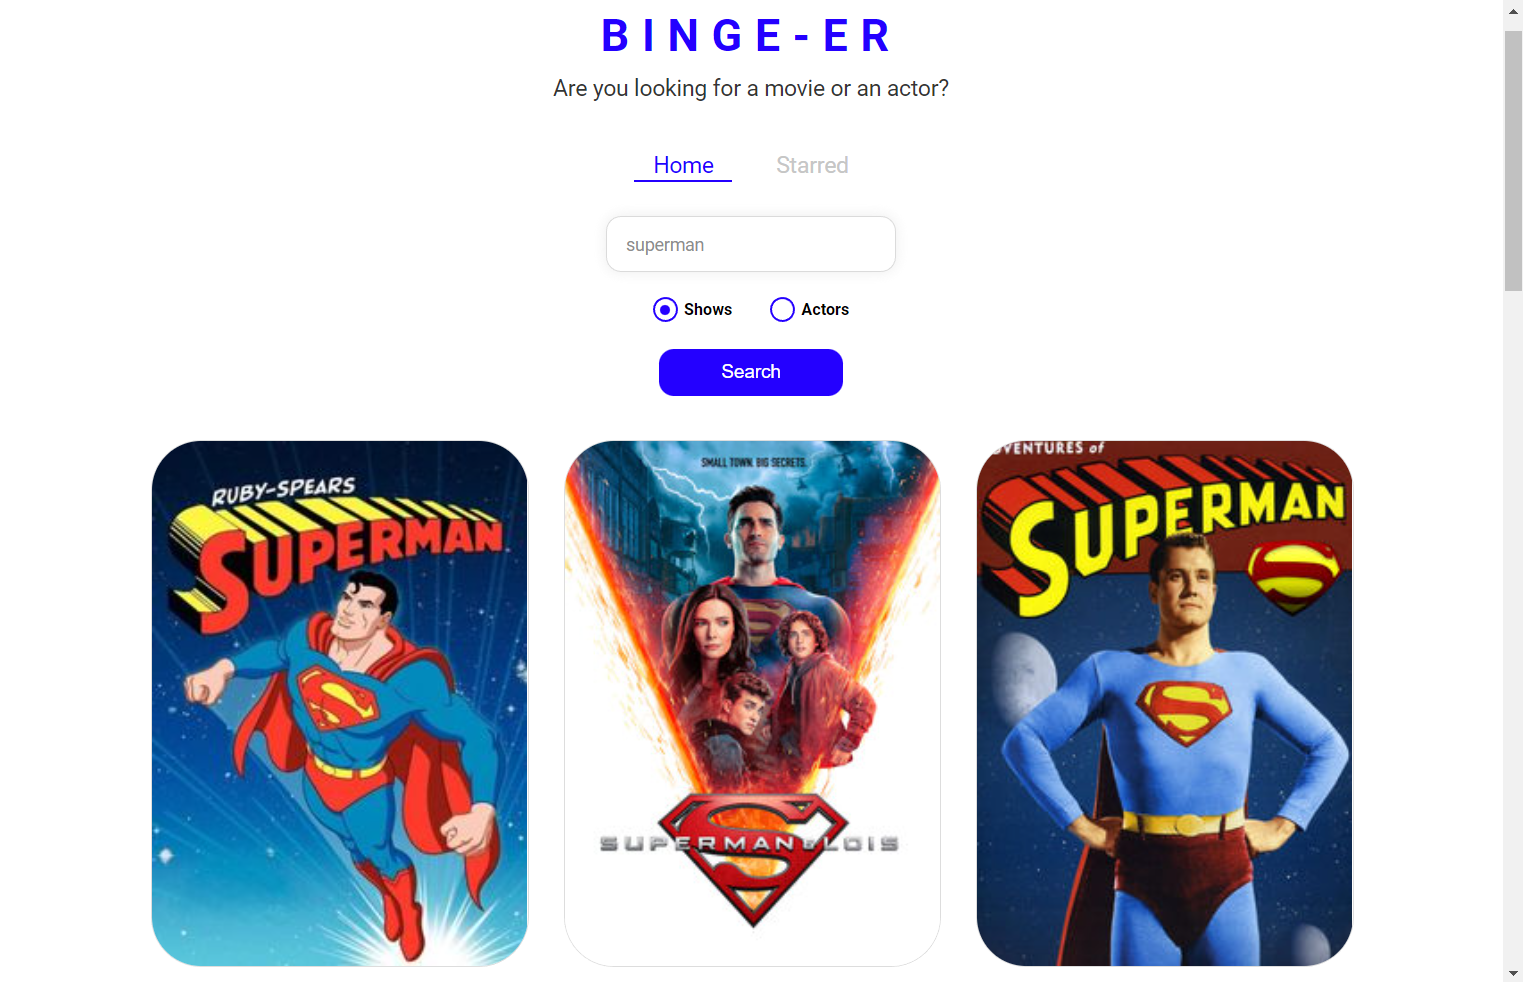 BINGE-ER
Are you looking for a movie or an actor?
Home
Starred
superman
Shows
Actors
Search
RUBY-SPEARS
SUPERMAN
SMALL TOWN. BIG SECRETS.
SUPERMAN & LOIS
VENTURES of
SUPERMAN